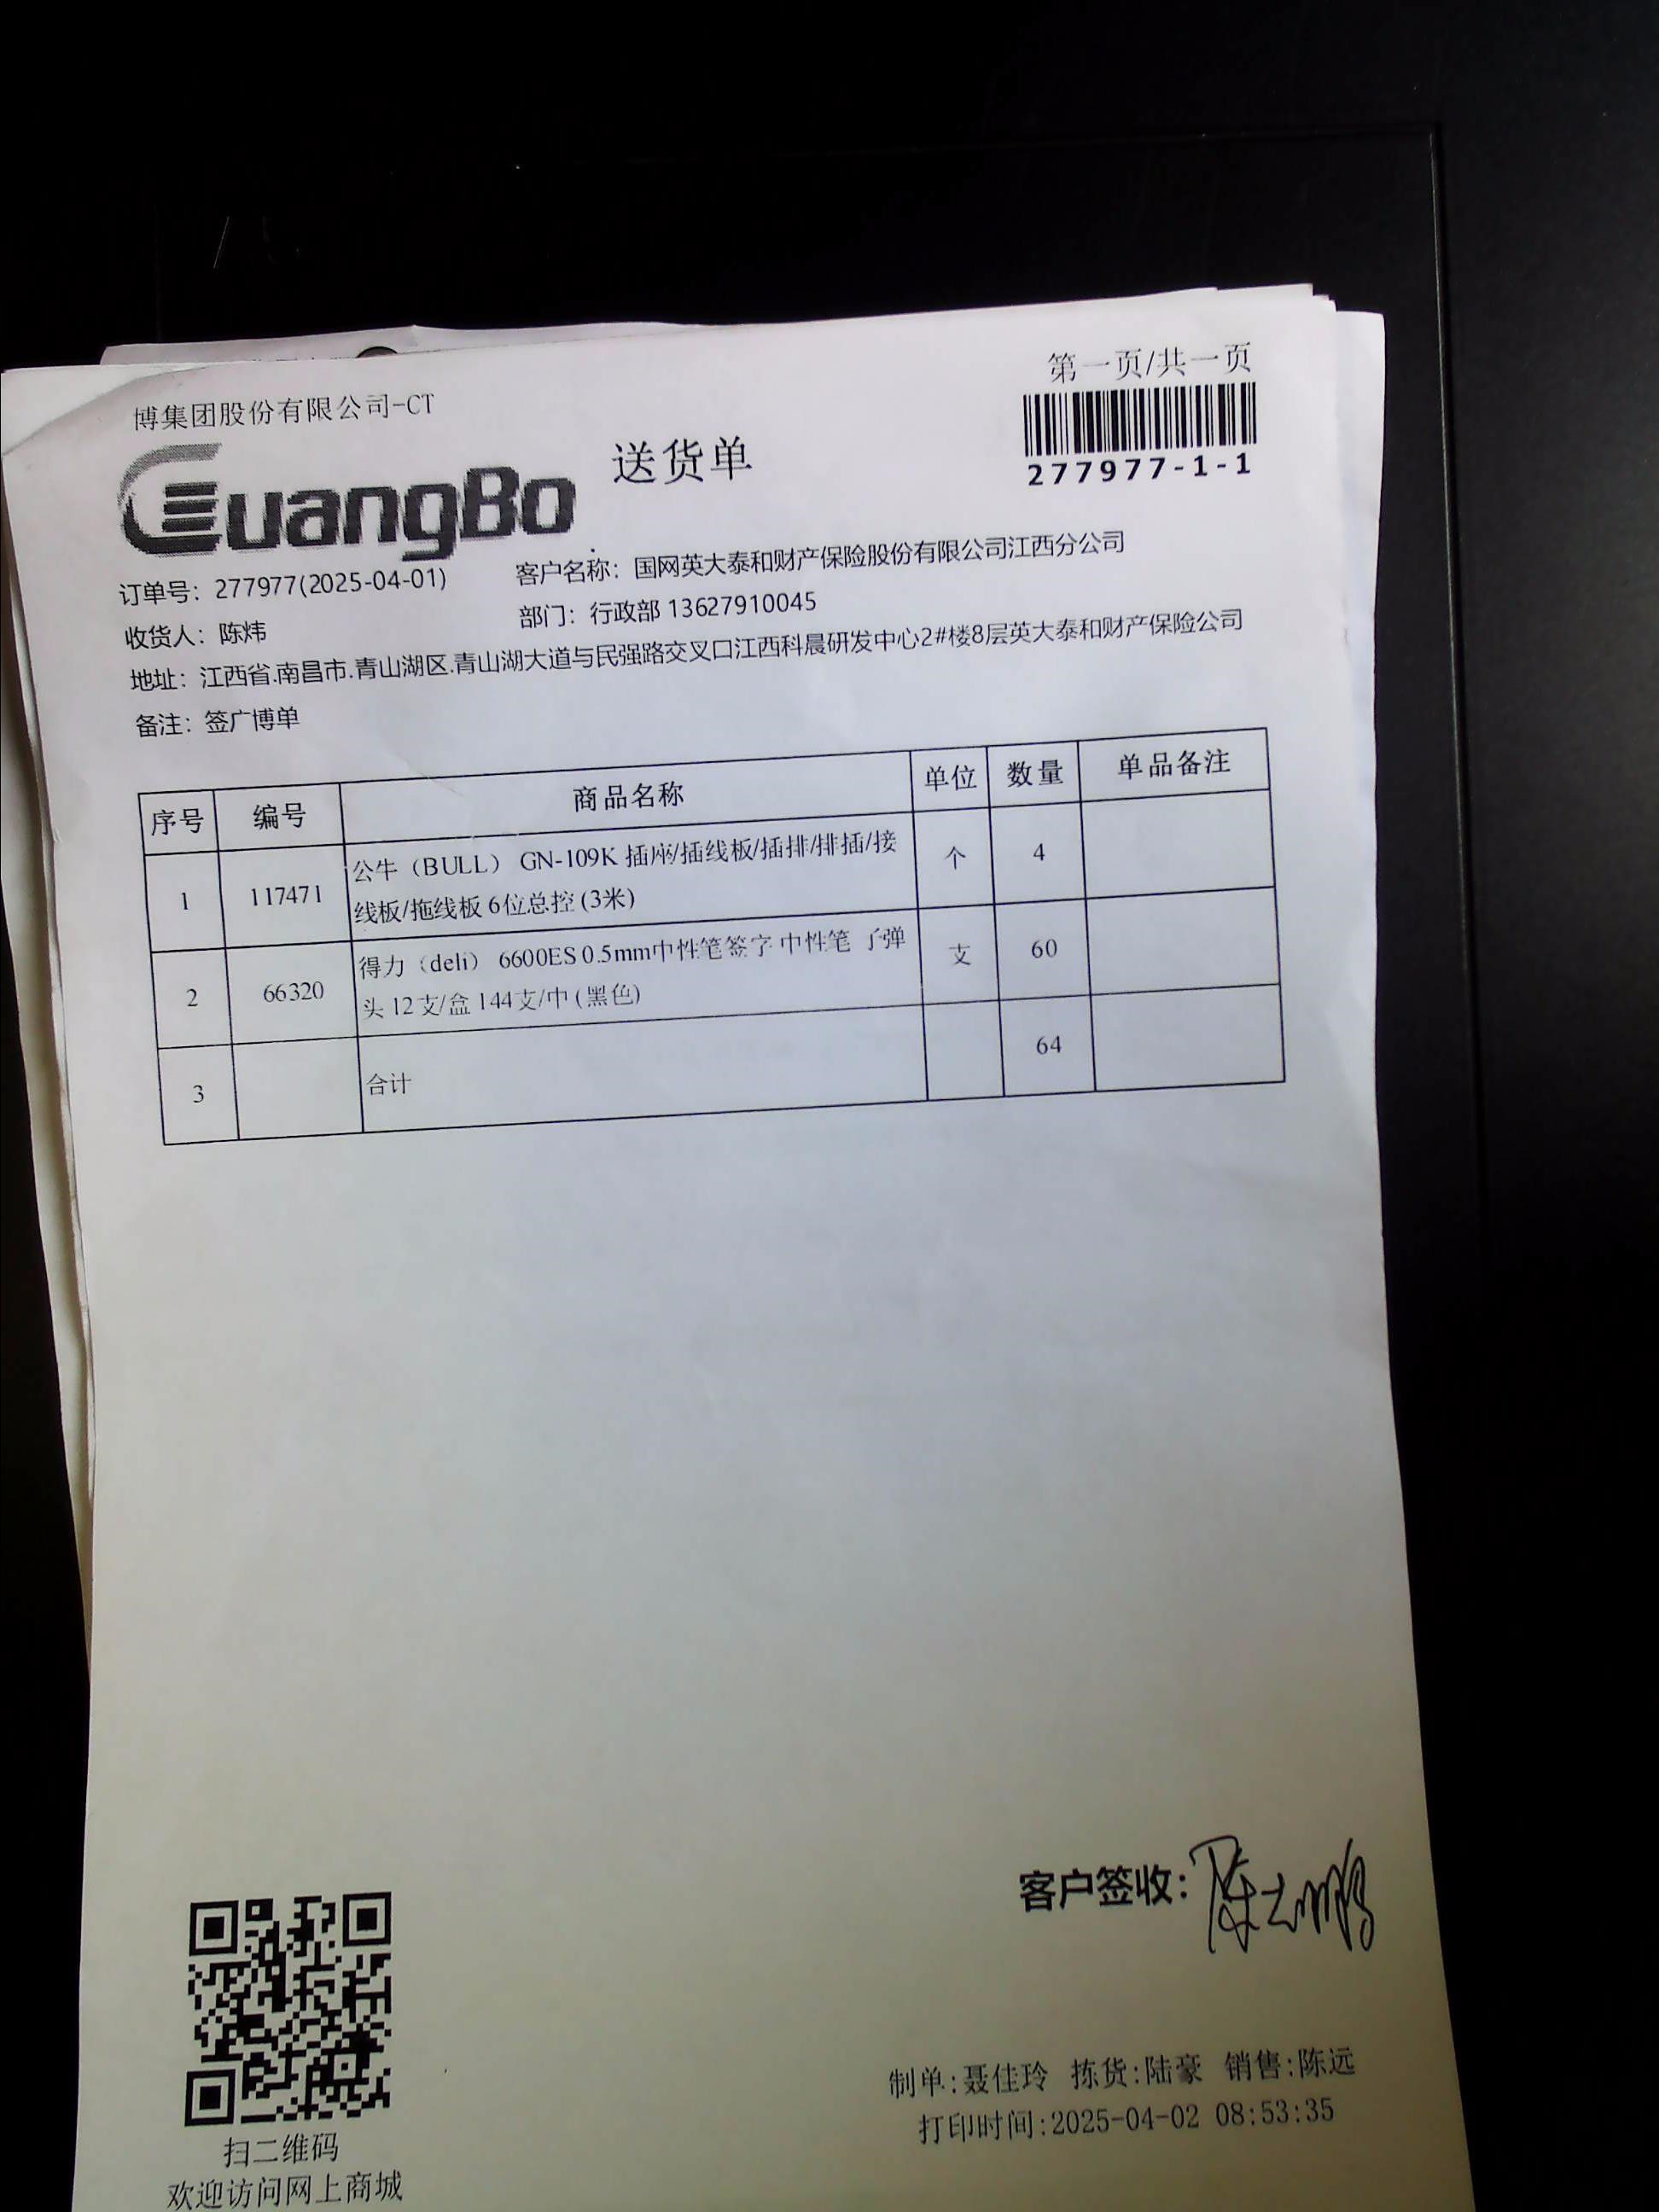 第一页/共一页
博集团股份有限公司-CT
GuangBo
送货单
277977-1-1
订单号：277977(2025-04-01)
客户名称：国网英大泰和财产保险股份有限公司江西分公司
收货人：陈炜
部门：行政部 13627910045
地址：江西省.南昌市.青山湖区.青山湖大道与民强路交叉口江西科晨研发中心2#楼8层英大泰和财产保险公司
备注：签广博单
序号 编号 商品名称 单位 数量 单品备注
1 117471 公牛（BULL） GN-109K 插座/插线板/插排/排插/接 个 4
线板/拖线板 6位总控 (3米)
2 66320 得力（deli） 6600ES 0.5mm中性笔签字 中性笔 子弹 支 60
头 12支/盒 144支/中 (黑色)
3 合计 64
客户签收：
制单:聂佳玲 拣货:陆豪 销售:陈远
打印时间:2025-04-02 08:53:35
扫二维码
欢迎访问网上商城